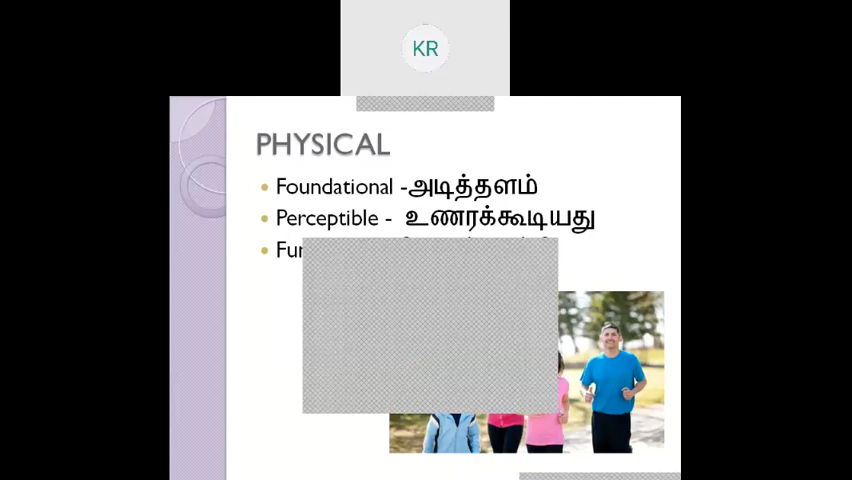 KR
PHYSICAL
Foundational -அடித்தளம்
Perceptible - உணரக்கூடியது